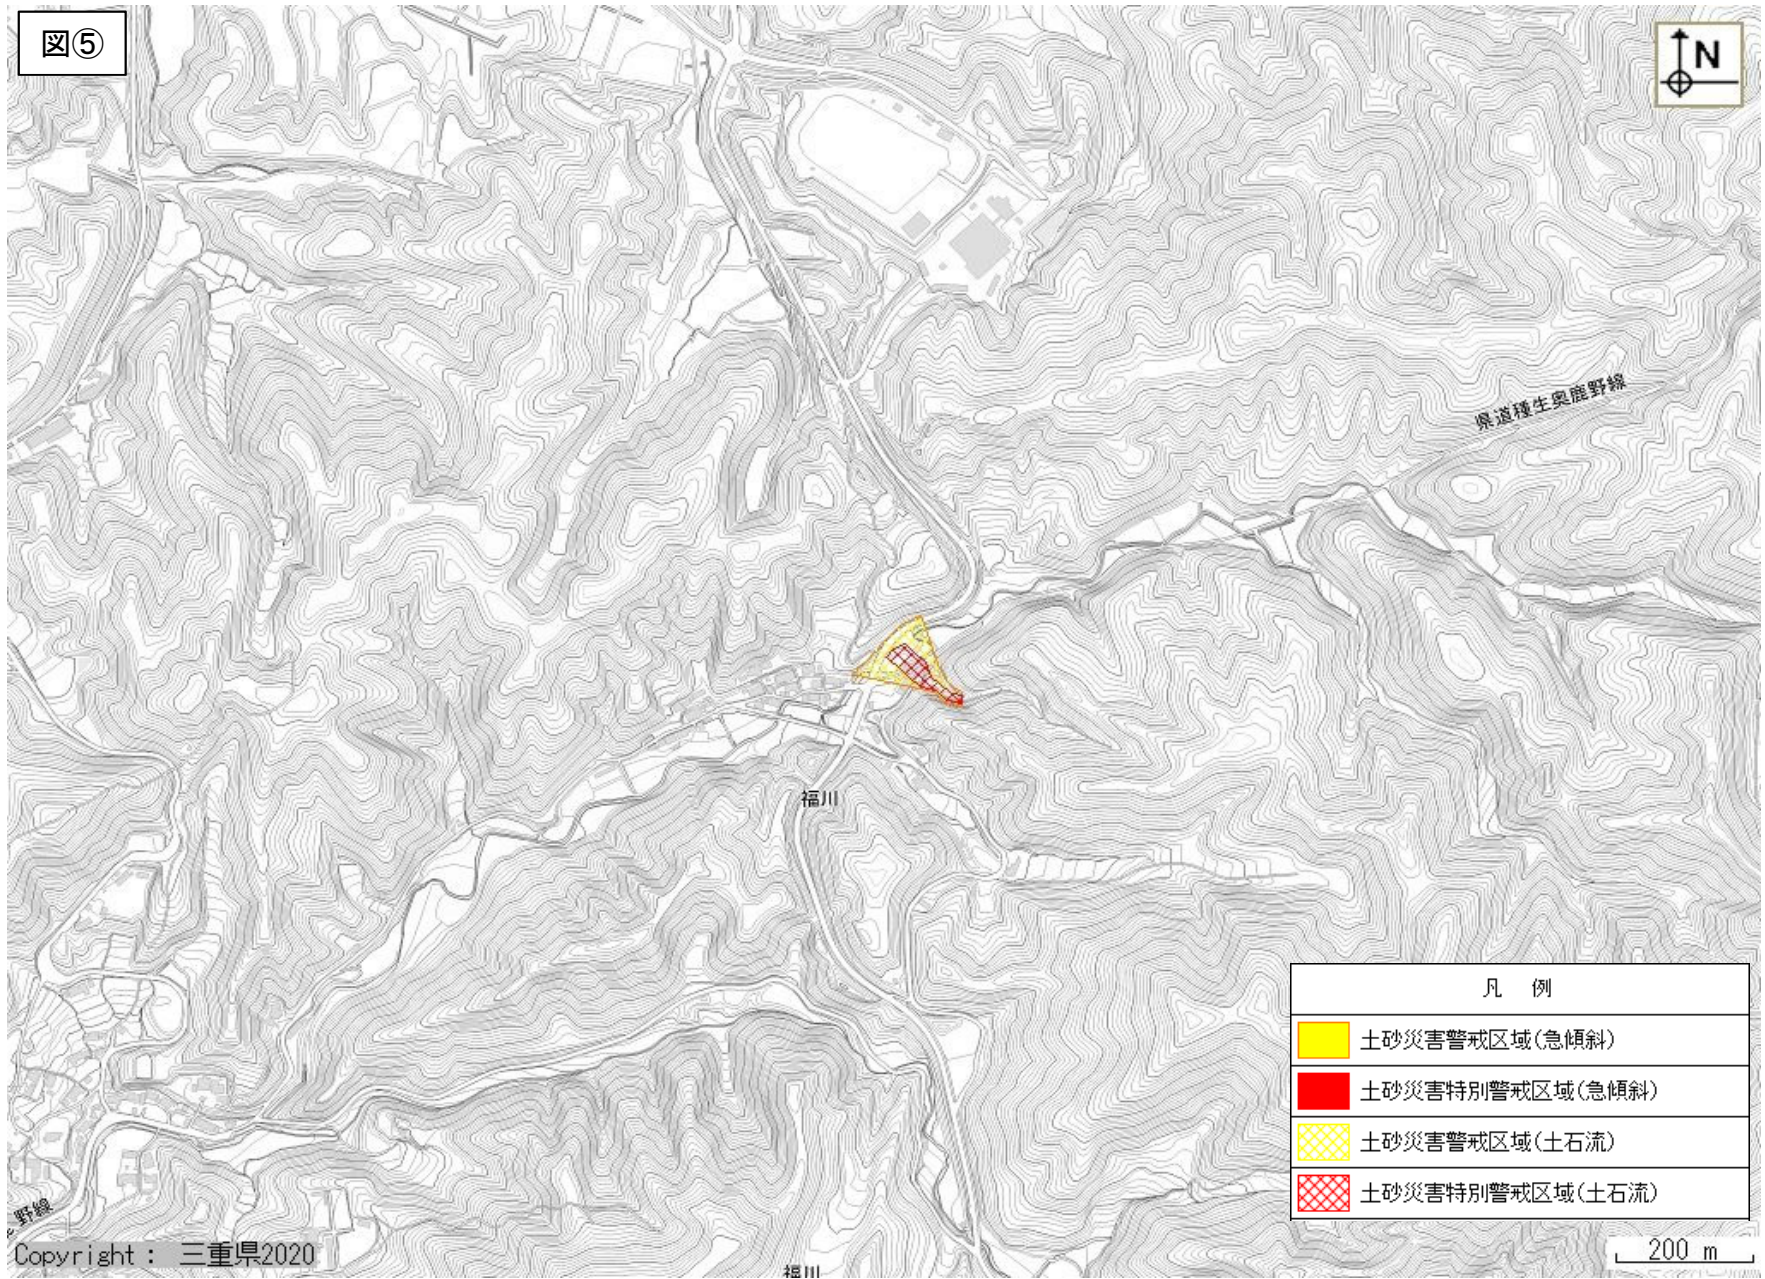 図⑤
N
県道種生奥鹿野線
福川
凡 例
土砂災害警戒区域(急傾斜)
土砂災害特別警戒区域(急傾斜)
土砂災害警戒区域(土石流)
土砂災害特別警戒区域(土石流)
野線
Copyright : 三重県2020
200 m
福川